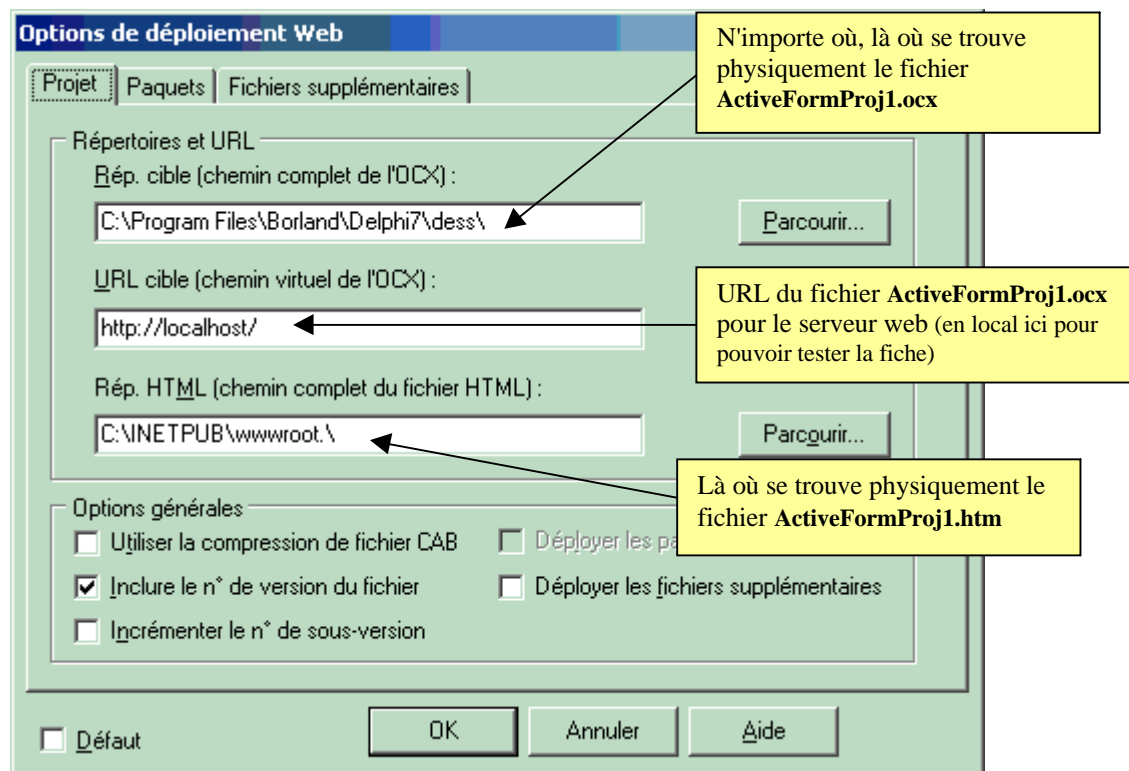 Options de déploiement Web
N'importe où, là où se trouve
physiquement le fichier
ActiveFormProj1.ocx
Projet
Paquets
Fichiers supplémentaires
Répertoires et URL
Rép. cible (chemin complet de l'OCX) :
C:\Program Files\Borland\Delphi7\dess\
Parcourir...
URL cible (chemin virtuel de l'OCX) :
http://localhost/
URL du fichier ActiveFormProj1.ocx
pour le serveur web (en local ici pour
pouvoir tester la fiche)
Rép. HTML (chemin complet du fichier HTML) :
C:\INETPUB\wwwroot.\
Parcourir...
Là où se trouve physiquement le
fichier ActiveFormProj1.htm
Options générales
Utiliser la compression de fichier CAB
Déployer les
Inclure le n° de version du fichier
Déployer les fichiers supplémentaires
Incrémenter le n° de sous-version
Défaut
OK
Annuler
Aide